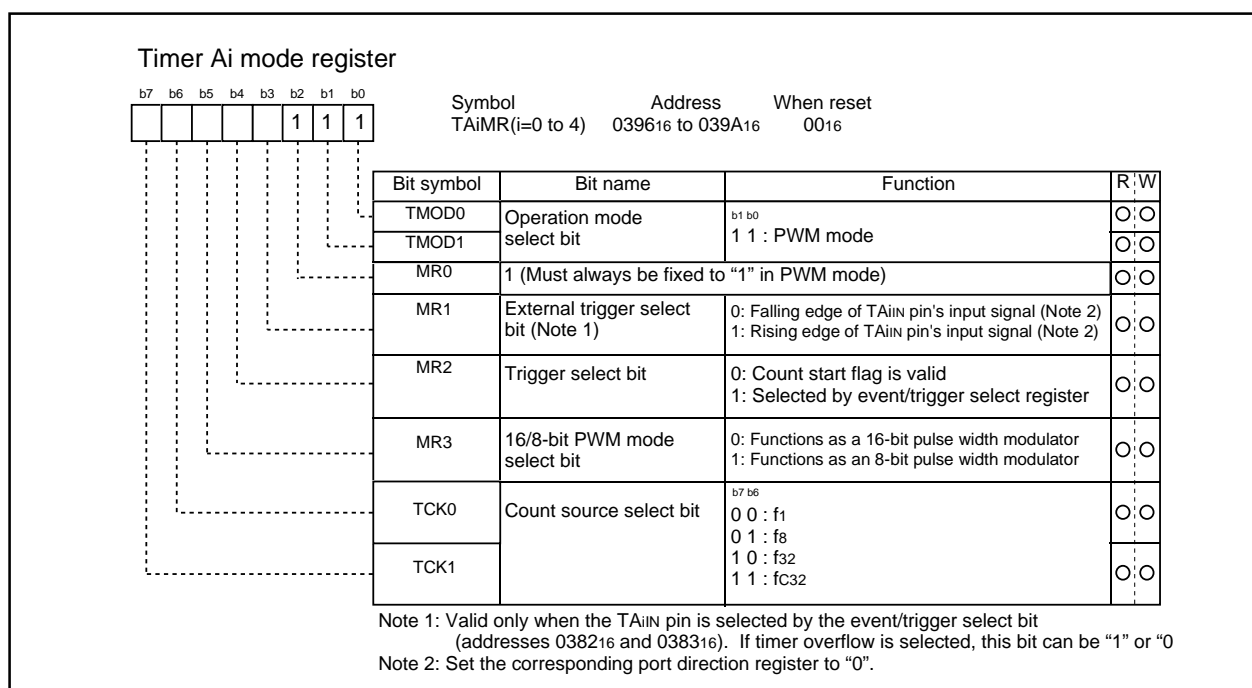 Timer Ai mode register
b7 b6 b5 b4 b3 b2 b1 b0
1 1 1
Symbol Address When reset
TAiMR(i=0 to 4) 039616 to 039A16 0016
Bit symbol Bit name Function R W
TMOD0 Operation mode select bit b1 b0
TMOD1 1 1 : PWM mode
MR0 1 (Must always be fixed to “1” in PWM mode)
MR1 External trigger select 0: Falling edge of TAiIN pin's input signal (Note 2)
bit (Note 1) 1: Rising edge of TAiIN pin's input signal (Note 2)
MR2 Trigger select bit 0: Count start flag is valid
1: Selected by event/trigger select register
MR3 16/8-bit PWM mode 0: Functions as a 16-bit pulse width modulator
select bit 1: Functions as an 8-bit pulse width modulator
b7 b6
TCK0 Count source select bit 0 0 : f1
0 1 : f8
TCK1 1 0 : f32
1 1 : fC32
Note 1: Valid only when the TAiIN pin is selected by the event/trigger select bit
(addresses 038216 and 038316). If timer overflow is selected, this bit can be “1” or “0
Note 2: Set the corresponding port direction register to “0”.